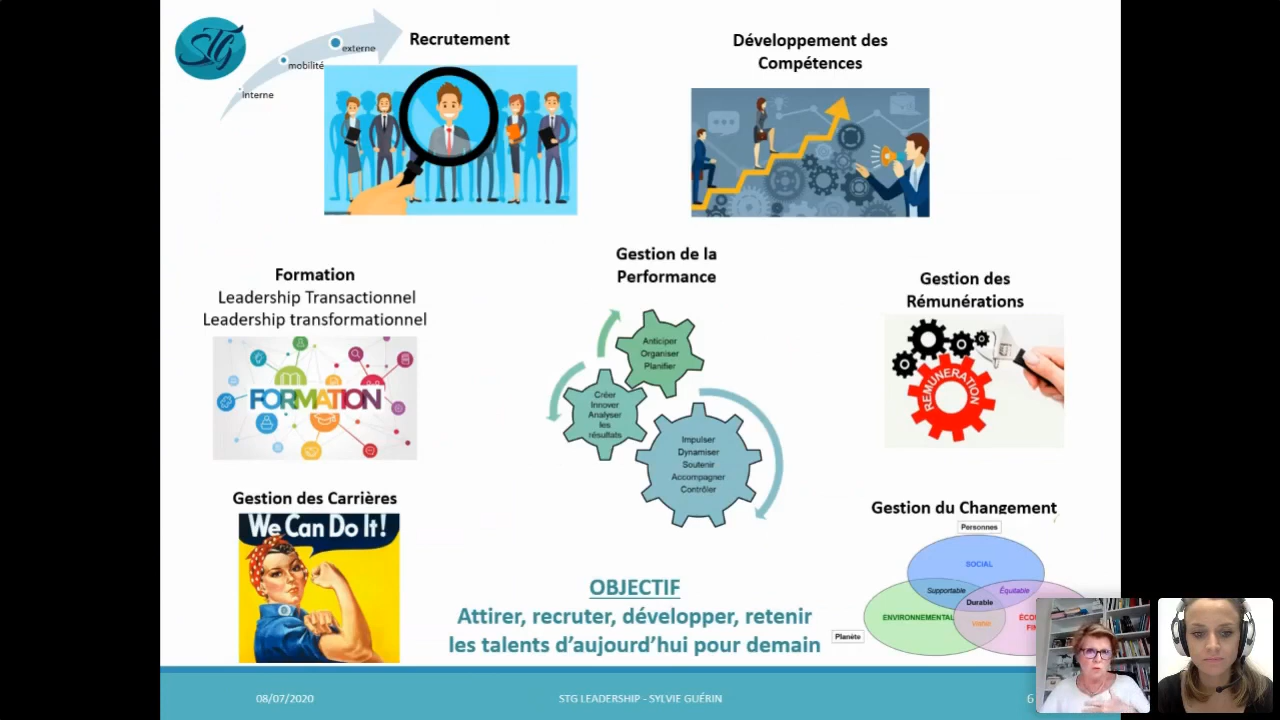 STG
externe
mobilité
Interne
Recrutement
Développement des
Compétences
Formation
Leadership Transactionnel
Leadership transformationnel
FORMATION
Gestion de la
Performance
Anticiper
Organiser
Planifier
Créer
Innover
Analyser
les
résultats
Impulser
Dynamiser
Soutenir
Accompagner
Contrôler
Gestion des
Rémunérations
REMUNERATION
Gestion des Carrières
We Can Do It!
Gestion du Changement
Personnes
SOCIAL
Supportable
Équitable
Durable
ENVIRONNEMENTAL
Viable
Planète
OBJECTIF
Attirer, recruter, développer, retenir
les talents d'aujourd'hui pour demain
08/07/2020
STG LEADERSHIP - SYLVIE GUÉRIN
6